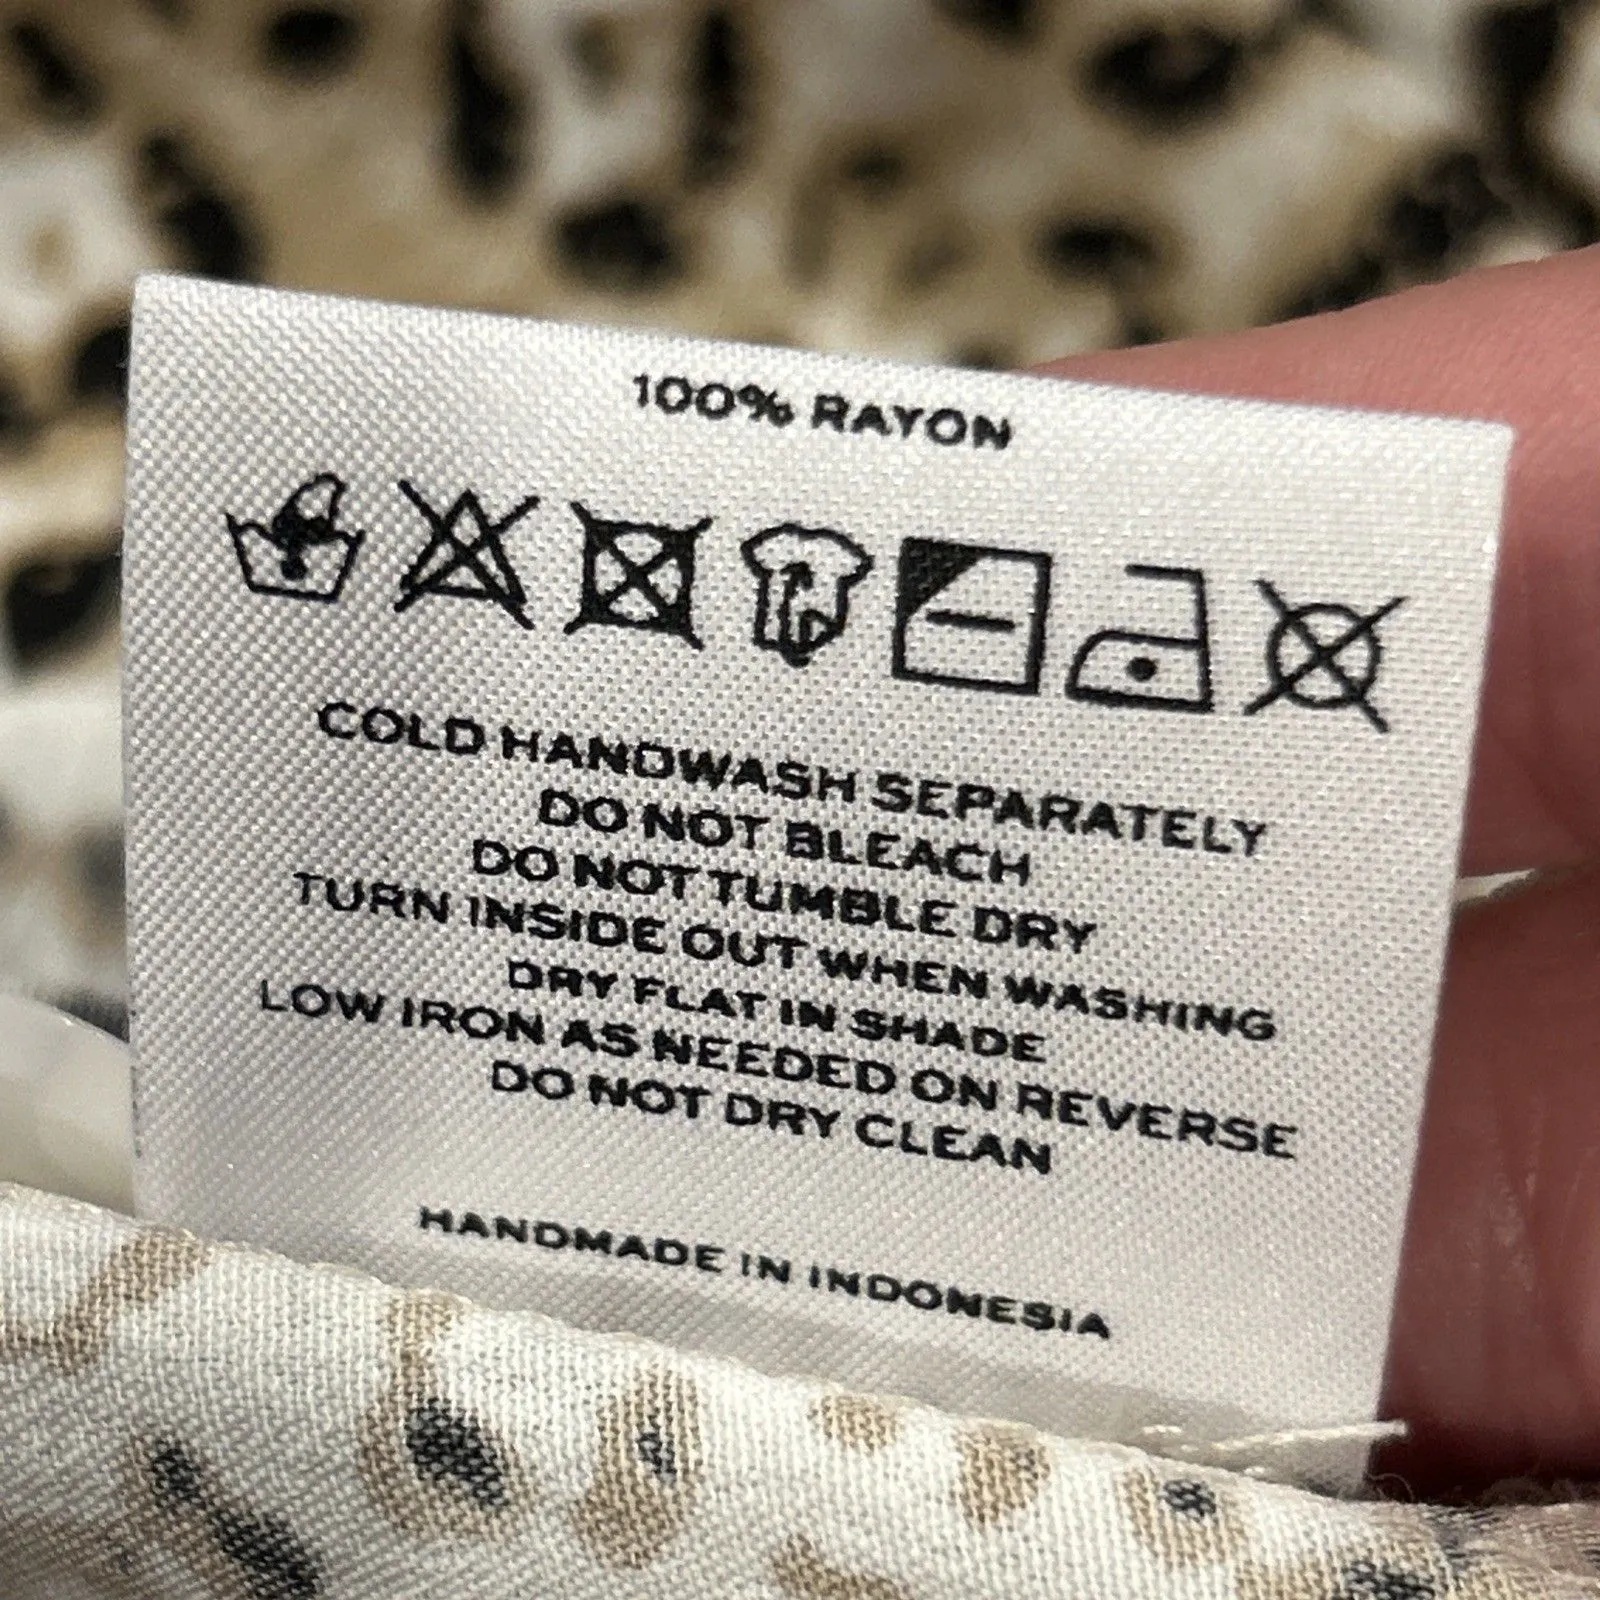 100% RAYON
COLD HANDWASH SEPARATELY
DO NOT BLEACH
DO NOT TUMBLE DRY
TURN INSIDE OUT WHEN WASHING
DRY FLAT IN SHADE
LOW IRON AS NEEDED ON REVERSE
DO NOT DRY CLEAN
HANDMADE IN INDONESIA